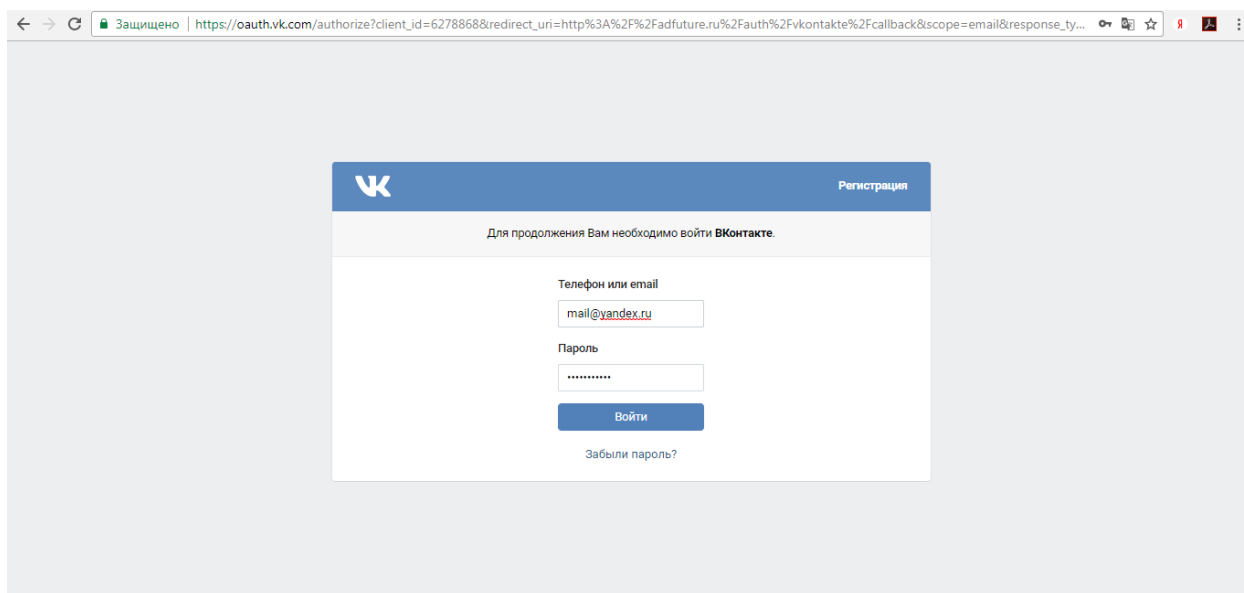 Защищено | https://oauth.vk.com/authorize?client_id=6278868&redirect_uri=http%3A%2F%2Fadfuture.ru%2Fauth%2Fvkontakte%2Fcallback&scope=email&response_ty...
Я
Регистрация
Для продолжения Вам необходимо войти ВКонтакте.
Телефон или email
mail@yandex.ru
Пароль
•••••••••••
Войти
Забыли пароль?